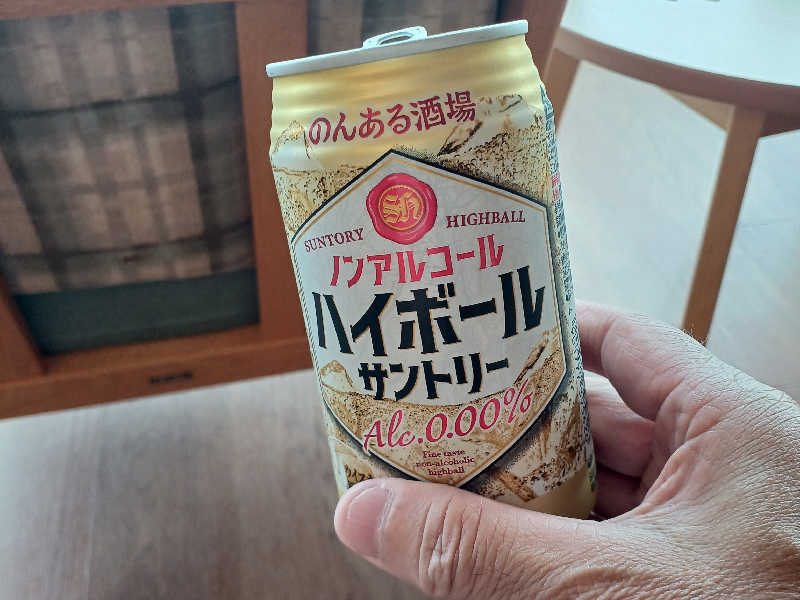 のんある酒場
SH
SUNTORY HIGHBALL
ノンアルコール
ハイボール
サントリー
Alc.0.00%
Fine taste
non-alcoholic
highball